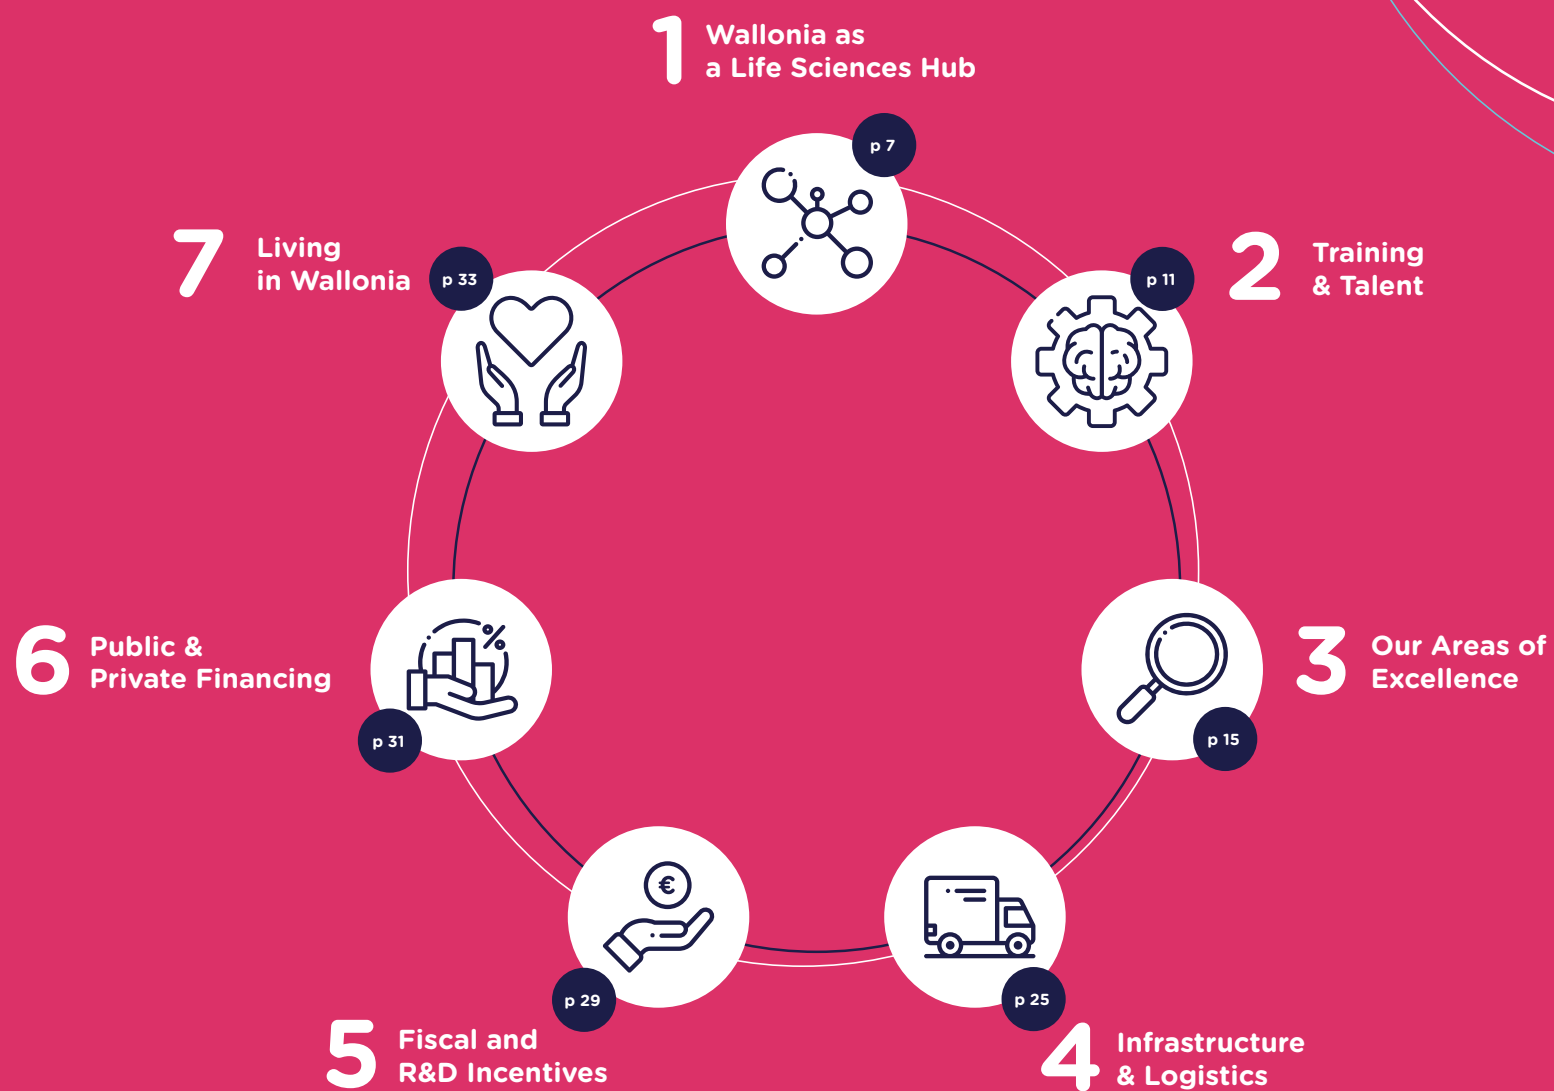 1
Wallonia as
a Life Sciences Hub
p 7
2
Training
& Talent
p 11
3
Our Areas of
Excellence
p 15
4
Infrastructure
& Logistics
p 25
5
Fiscal and
R&D Incentives
p 29
€
6
Public &
Private Financing
p 31
%
7
Living
in Wallonia
p 33